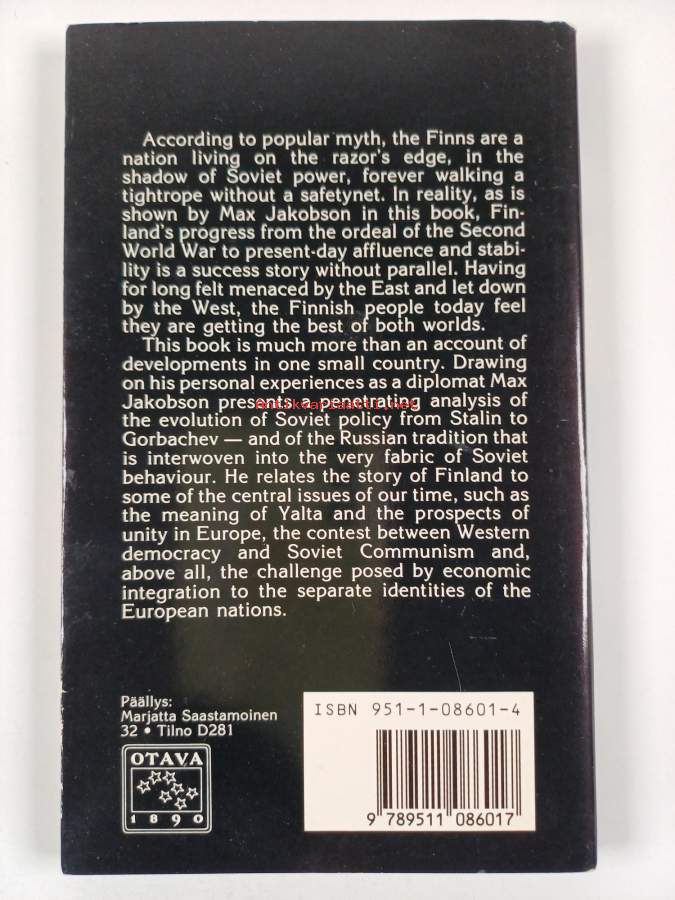 According to popular myth, the Finns are a
nation living on the razor's edge, in the
shadow of Soviet power, forever walking a
tightrope without a safetynet. In reality, as is
shown by Max Jakobson in this book, Fin-
land's progress from the ordeal of the Second
World War to present-day affluence and stabi-
lity is a success story without parallel. Having
for long felt menaced by the East and let down
by the West, the Finnish people today feel
they are getting the best of both worlds.
This book is much more than an account of
developments in one small country. Drawing
on his personal experiences as a diplomat Max
Jakobson presents a penetrating analysis of
antikvariaatti.net
the evolution of Soviet policy from Stalin to
Gorbachev — and of the Russian tradition that
is interwoven into the very fabric of Soviet
behaviour. He relates the story of Finland to
some of the central issues of our time, such as
the meaning of Yalta and the prospects of
unity in Europe, the contest between Western
democracy and Soviet Communism and,
above all, the challenge posed by economic
integration to the separate identities of the
European nations.
Päällys:
Marjatta Saastamoinen
32 • Tilno D281
OTAVA
1890
ISBN 951-1-08601-4
9 789511 086017